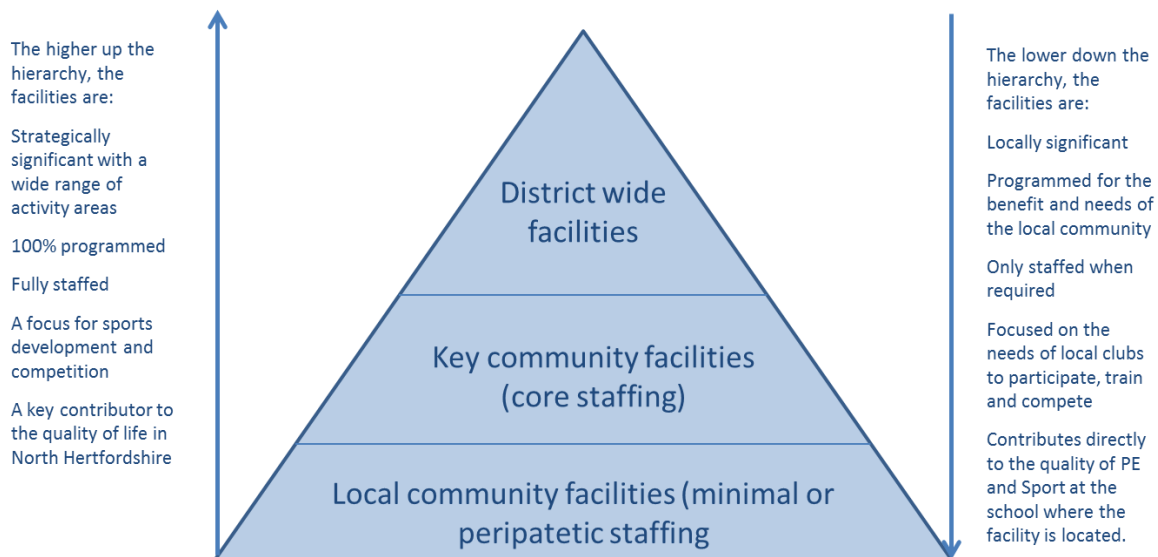 The higher up the
hierarchy, the
facilities are:
Strategically
significant with a
wide range of
activity areas
100% programmed
Fully staffed
A focus for sports
development and
competition
A key contributor to
the quality of life in
North Hertfordshire
District wide
facilities
Key community facilities
(core staffing)
Local community facilities (minimal or
peripatetic staffing
The lower down the
hierarchy, the
facilities are:
Locally significant
Programmed for the
benefit and needs of
the local community
Only staffed when
required
Focused on the
needs of local clubs
to participate, train
and compete
Contributes directly
to the quality of PE
and Sport at the
school where the
facility is located.